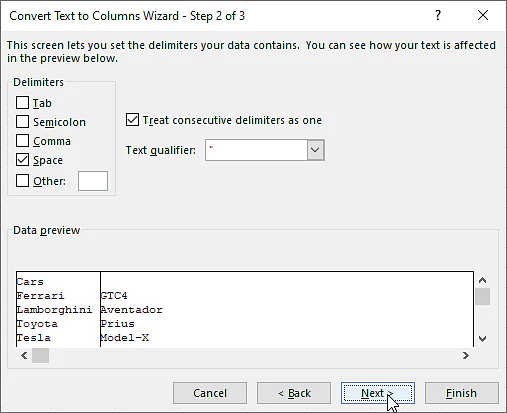 Convert Text to Columns Wizard - Step 2 of 3
This screen lets you set the delimiters your data contains. You can see how your text is affected
in the preview below.
Delimiters
Tab
Semicolon
Comma
Space
Other:
Treat consecutive delimiters as one
Text qualifier: "
Data preview
Cars
Ferrari GTC4
Lamborghini Aventador
Toyota Prius
Tesla Model-X
Cancel < Back Next > Finish